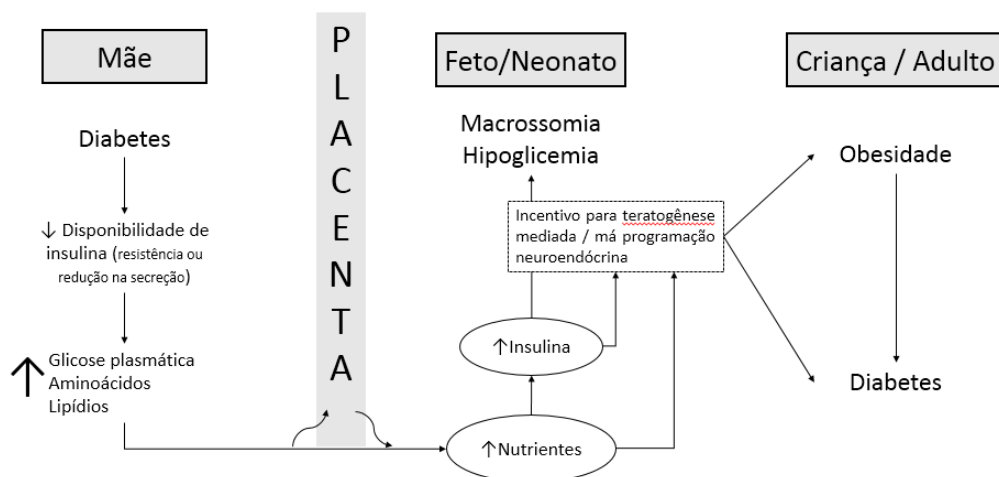 Mãe
Diabetes
↓ Disponibilidade de
insulina (resistência ou
redução na secreção)
↑ Glicose plasmática
Aminoácidos
Lipídios
PLACENTA
Feto/Neonato
Macrossomia
Hipoglicemia
Incentivo para teratogênese
mediada / má programação
neuroendócrina
↑Insulina
↑Nutrientes
Criança / Adulto
Obesidade
Diabetes